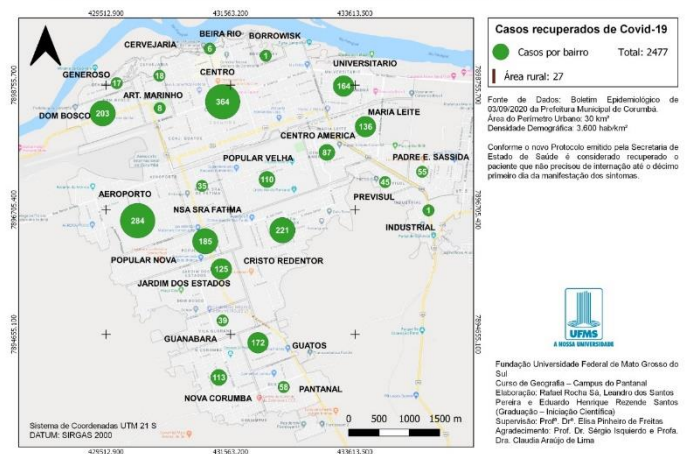 429512.900 431563.200 433613.500
BEIRA RIO
BORROWISK
CERVEJARIA
6
1
GENEROSO
18
CENTRO
UNIVERSITARIO
17
164
ART. MARINHO
364
8
203
MARIA LEITE
DOM BOSCO
136
CENTRO AMERICA
87
POPULAR VELHA
PADRE E. SASSIDA
55
110
AEROPORTO
35
45
PREVISUL
NSA SRA FATIMA
1
284
INDUSTRIAL
221
185
POPULAR NOVA
CRISTO REDENTOR
125
JARDIM DOS ESTADOS
39
GUANABARA
172
GUATOS
113
58
PANTANAL
NOVA CORUMBA
Sistema de Coordenadas UTM 21 S
DATUM: SIRGAS 2000
0 500 1000 1500 m
429512.900 431563.200 433613.500
Casos recuperados de Covid-19
Casos por bairro Total: 2477
Área rural: 27
Fonte de Dados: Boletim Epidemiológico de
03/09/2020 da Prefeitura Municipal de Corumbá.
Área do Perímetro Urbano: 30 km²
Densidade Demográfica: 3.600 hab/km²
Conforme o novo Protocolo emitido pela Secretaria de
Estado de Saúde é considerado recuperado o
paciente que não precisou de internação até o décimo
primeiro dia da manifestação dos sintomas.
UFMS
A NOSSA UNIVERSIDADE
Fundação Universidade Federal de Mato Grosso do
Sul
Curso de Geografia – Campus do Pantanal
Elaboração: Rafael Rocha Sá, Leandro dos Santos
Pereira e Eduardo Henrique Rezende Santos
(Graduação – Iniciação Científica)
Supervisão: Profª. Drª. Elisa Pinheiro de Freitas
Agradecimento: Prof. Dr. Sérgio Isquierdo e Profa.
Dra. Claudia Araújo de Lima